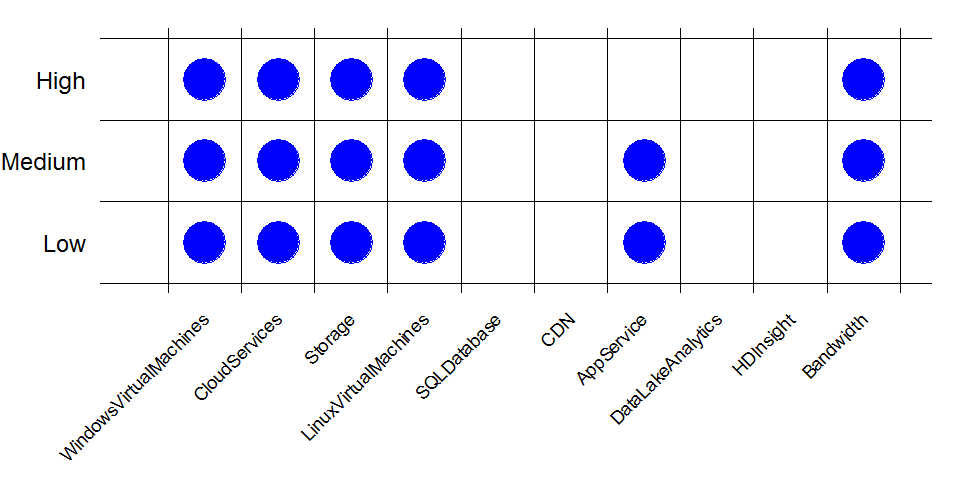 High
Medium
Low
WindowsVirtualMachines
CloudServices
Storage
LinuxVirtualMachines
SQLDatabase
CDN
AppService
DataLakeAnalytics
HDInsight
Bandwidth